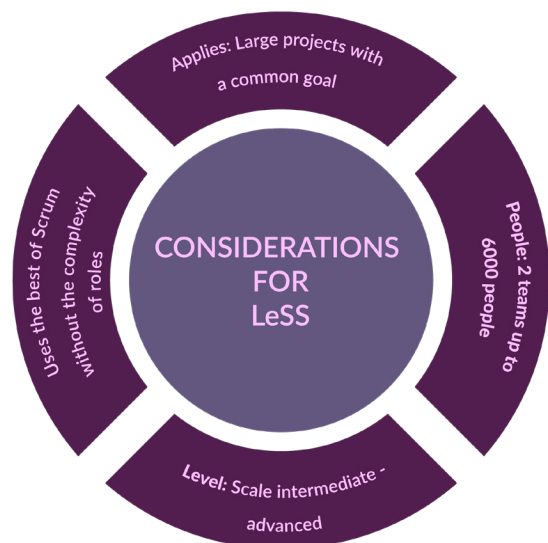 Applies: Large projects with
a common goal
People: 2 teams up to
6000 people
CONSIDERATIONS
FOR
LeSS
Uses the best of Scrum
without the complexity
of roles
Level: Scale intermediate -
advanced